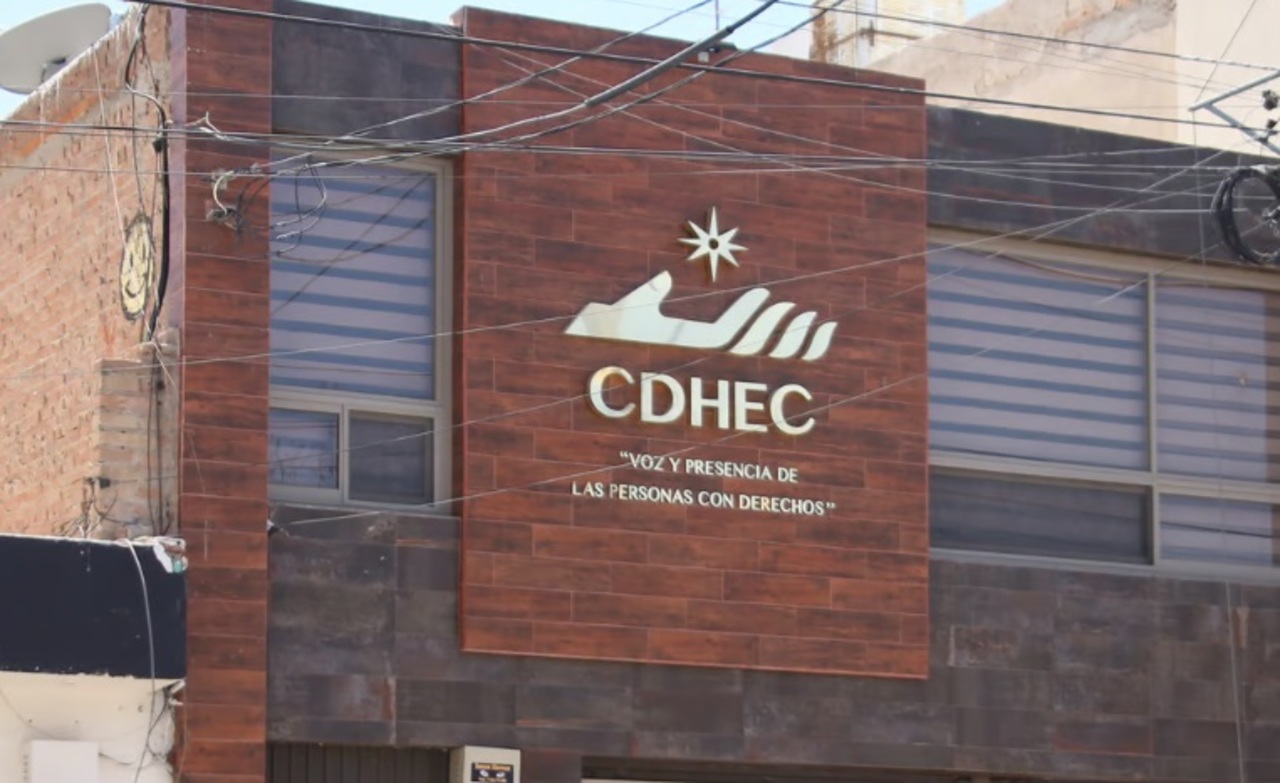 CDHEC
“VOZ Y PRESENCIA DE
LAS PERSONAS CON DERECHOS”